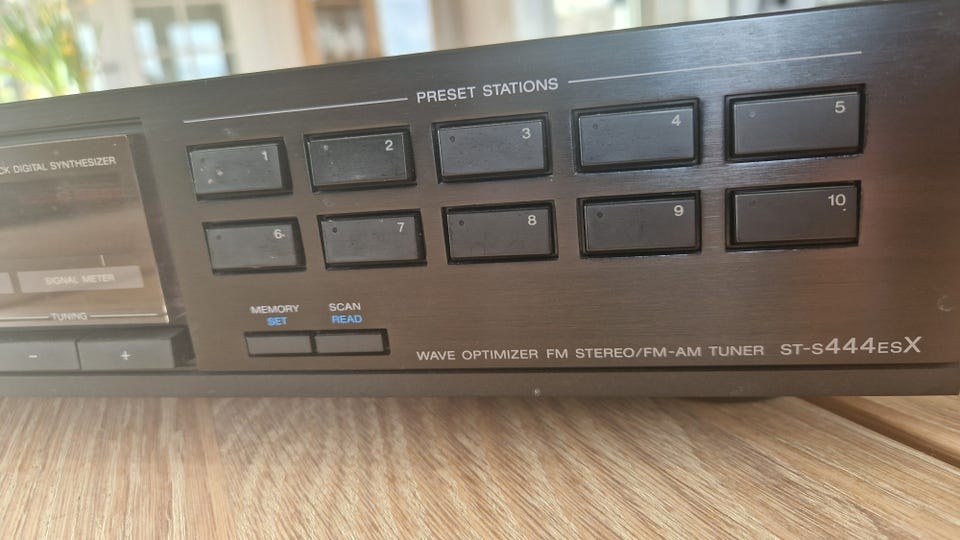 PRESET STATIONS
1 2 3 4 5
CK DIGITAL SYNTHESIZER
6 7 8 9 10
SIGNAL METER
TUNING
MEMORY SCAN
SET READ
− +
WAVE OPTIMIZER FM STEREO/FM-AM TUNER ST-S444ESX